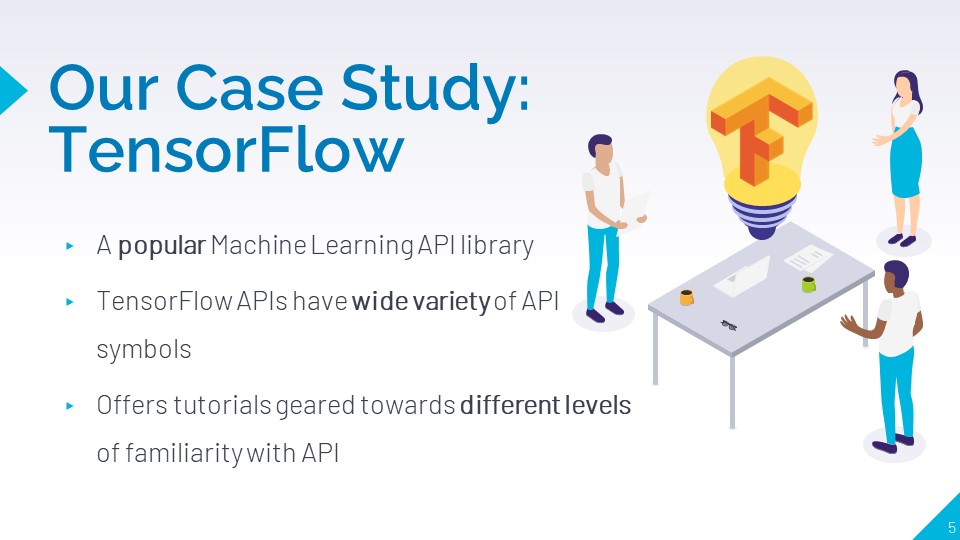 Our Case Study:
TensorFlow
▸ A popular Machine Learning API library
▸ TensorFlow APIs have wide variety of API
symbols
▸ Offers tutorials geared towards different levels
of familiarity with API
5